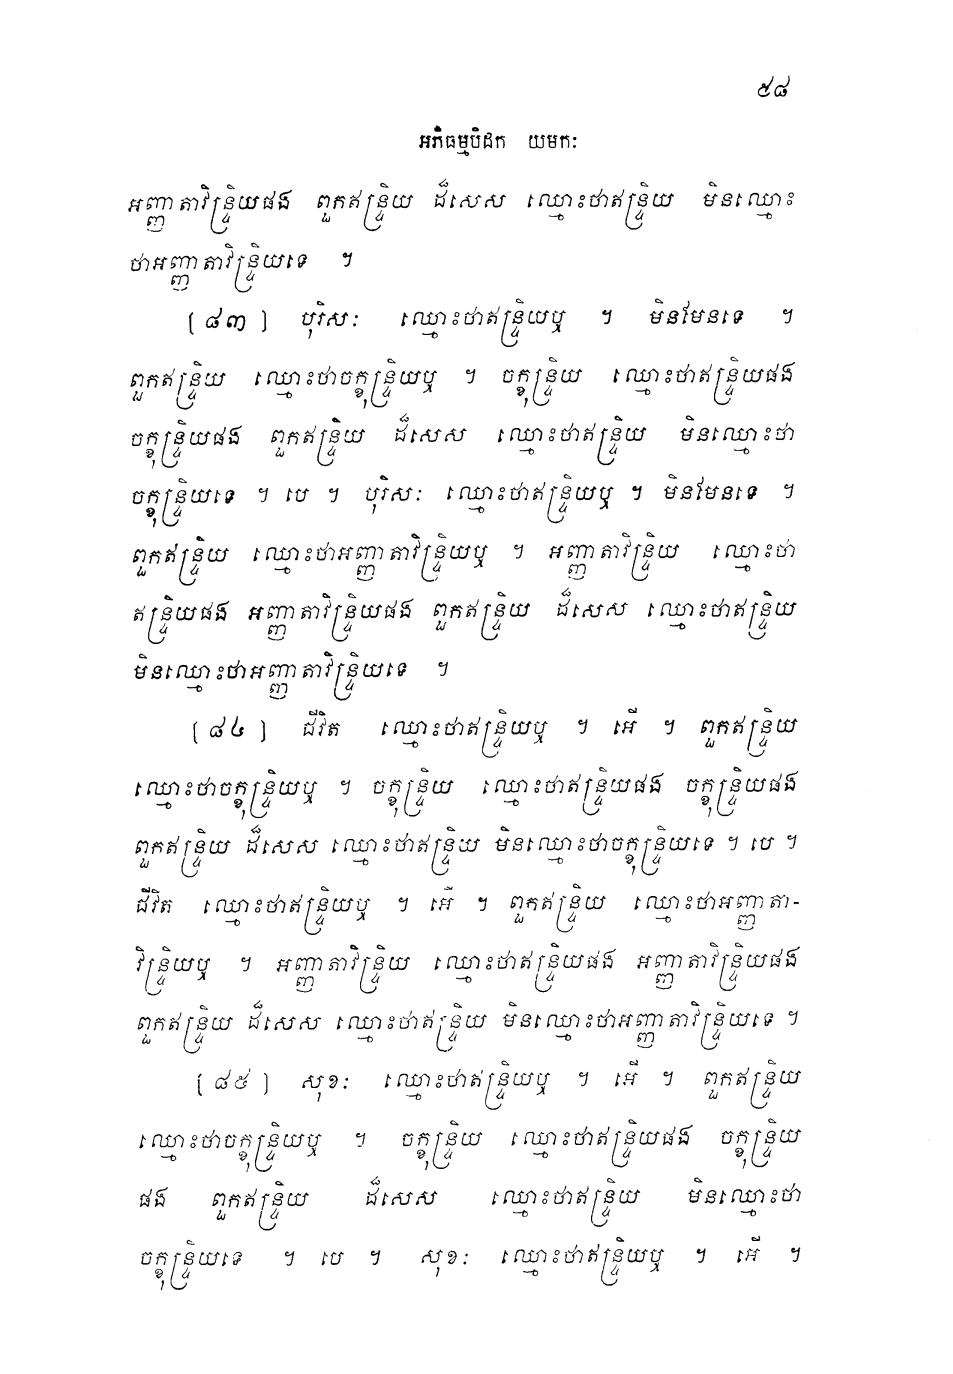 ៥៨
អភិធម្មបិដក យមកៈ
អញ្ញាតាវិន្ទ្រិយផង ពួកឥន្ទ្រិយ ដ៏សេស ឈ្មោះថាឥន្ទ្រិយ មិនឈ្មោះ
ថាអញ្ញាតាវិន្ទ្រិយទេ ។
[ ៨៣ ] បុរិសៈ ឈ្មោះថាឥន្ទ្រិយឬ ។ មិនមែនទេ ។
ពួកឥន្ទ្រិយ ឈ្មោះថាចក្ខុន្ទ្រិយឬ ។ ចក្ខុន្ទ្រិយ ឈ្មោះថាឥន្ទ្រិយផង
ចក្ខុន្ទ្រិយផង ពួកឥន្ទ្រិយ ដ៏សេស ឈ្មោះថាឥន្ទ្រិយ មិនឈ្មោះថា
ចក្ខុន្ទ្រិយទេ ។ បេ ។ បុរិសៈ ឈ្មោះថាឥន្ទ្រិយឬ ។ មិនមែនទេ ។
ពួកឥន្ទ្រិយ ឈ្មោះថាអញ្ញាតាវិន្ទ្រិយឬ ។ អញ្ញាតាវិន្ទ្រិយ ឈ្មោះថា
ឥន្ទ្រិយផង អញ្ញាតាវិន្ទ្រិយផង ពួកឥន្ទ្រិយ ដ៏សេស ឈ្មោះថាឥន្ទ្រិយ
មិនឈ្មោះថាអញ្ញាតាវិន្ទ្រិយទេ ។
[ ៨៤ ] ជីវិត ឈ្មោះថាឥន្ទ្រិយឬ ។ អើ ។ ពួកឥន្ទ្រិយ
ឈ្មោះថាចក្ខុន្ទ្រិយឬ ។ ចក្ខុន្ទ្រិយ ឈ្មោះថាឥន្ទ្រិយផង ចក្ខុន្ទ្រិយផង
ពួកឥន្ទ្រិយ ដ៏សេស ឈ្មោះថាឥន្ទ្រិយ មិនឈ្មោះថាចក្ខុន្ទ្រិយទេ ។ បេ ។
ជីវិត ឈ្មោះថាឥន្ទ្រិយឬ ។ អើ ។ ពួកឥន្ទ្រិយ ឈ្មោះថាអញ្ញាតា-
វិន្ទ្រិយឬ ។ អញ្ញាតាវិន្ទ្រិយ ឈ្មោះថាឥន្ទ្រិយផង អញ្ញាតាវិន្ទ្រិយផង
ពួកឥន្ទ្រិយ ដ៏សេស ឈ្មោះថាឥន្ទ្រិយ មិនឈ្មោះថាអញ្ញាតាវិន្ទ្រិយទេ ។
[ ៨៥ ] សុខៈ ឈ្មោះថាឥន្ទ្រិយឬ ។ អើ ។ ពួកឥន្ទ្រិយ
ឈ្មោះថាចក្ខុន្ទ្រិយឬ ។ ចក្ខុន្ទ្រិយ ឈ្មោះថាឥន្ទ្រិយផង ចក្ខុន្ទ្រិយ
ផង ពួកឥន្ទ្រិយ ដ៏សេស ឈ្មោះថាឥន្ទ្រិយ មិនឈ្មោះថា
ចក្ខុន្ទ្រិយទេ ។ បេ ។ សុខៈ ឈ្មោះថាឥន្ទ្រិយឬ ។ អើ ។